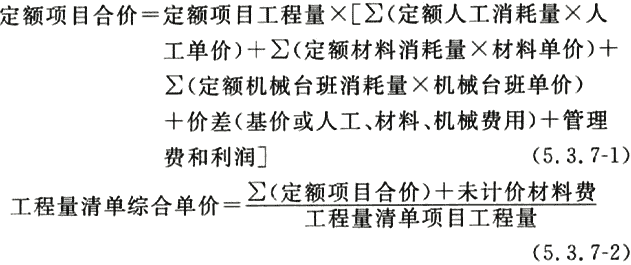 定额项目合价=定额项目工程量×[∑(定额人工消耗量×人
工单价)+∑(定额材料消耗量×材料单价)+
∑(定额机械台班消耗量×机械台班单价)
+价差(基价或人工、材料、机械费用)+管理
费和利润] (5.3.7-1)
工程量清单综合单价=∑(定额项目合价)+未计价材料费
工程量清单项目工程量
(5.3.7-2)